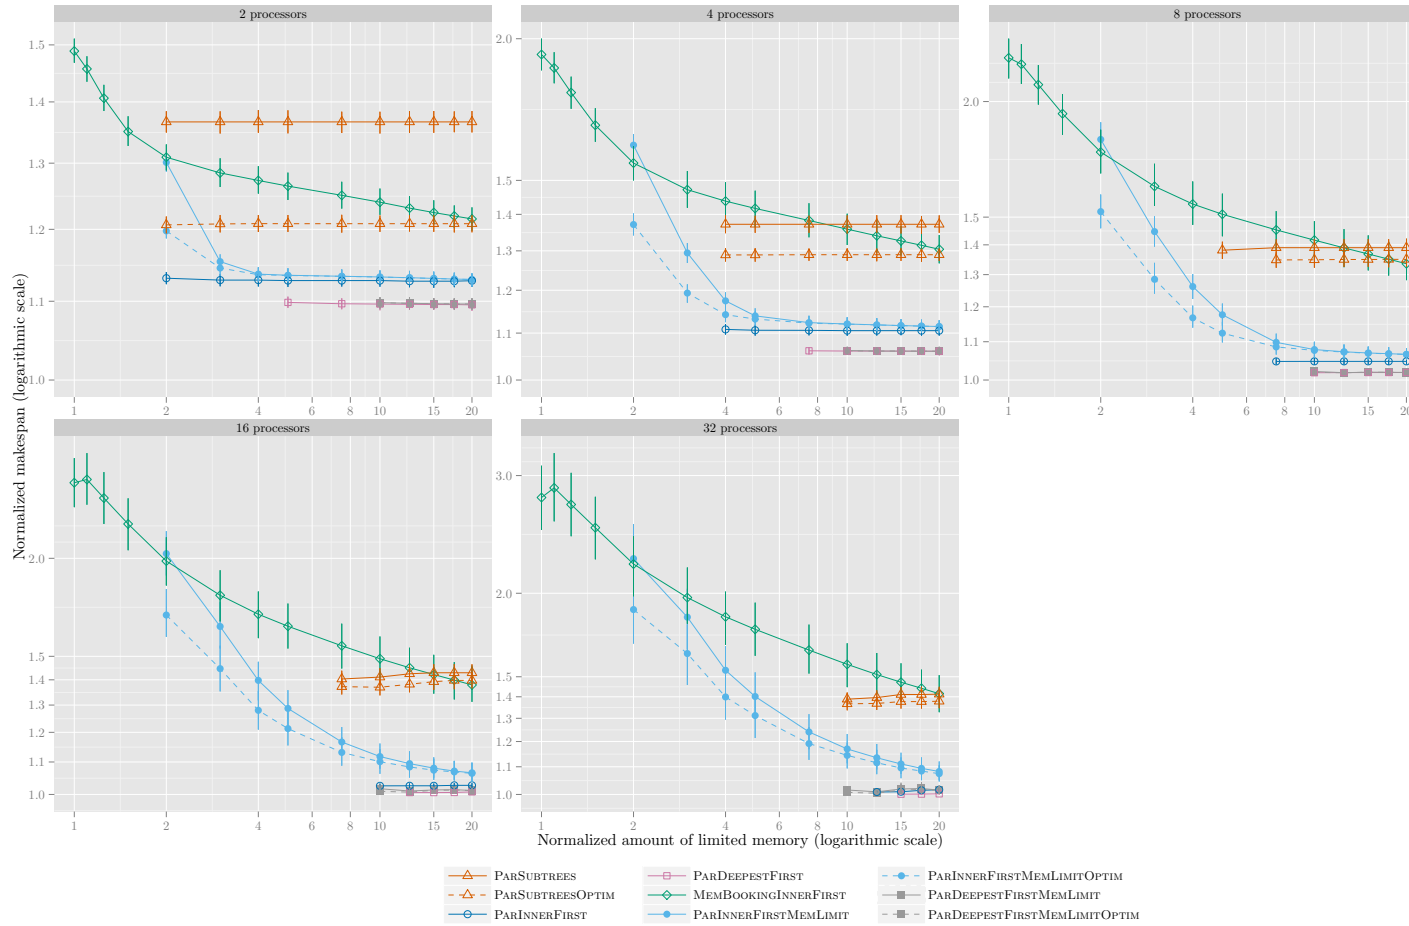 2 processors
4 processors
8 processors
1.5
1.4
1.3
1.2
1.1
1.0
2.0
1.5
1.4
1.3
1.2
1.1
1.0
2.0
1.5
1.4
1.3
1.2
1.1
1.0
1 2 4 6 8 10 15 20
1 2 4 6 8 10 15 20
1 2 4 6 8 10 15 20
16 processors
32 processors
2.0
1.5
1.4
1.3
1.2
1.1
1.0
3.0
2.0
1.5
1.4
1.3
1.2
1.1
1.0
1 2 4 6 8 10 15 20
1 2 4 6 8 10 15 20
Normalized makespan (logarithmic scale)
Normalized amount of limited memory (logarithmic scale)
ParSubtrees
ParSubtreesOptim
ParInnerFirst
ParDeepestFirst
MemBookingInnerFirst
ParInnerFirstMemLimit
ParInnerFirstMemLimitOptim
ParDeepestFirstMemLimit
ParDeepestFirstMemLimitOptim